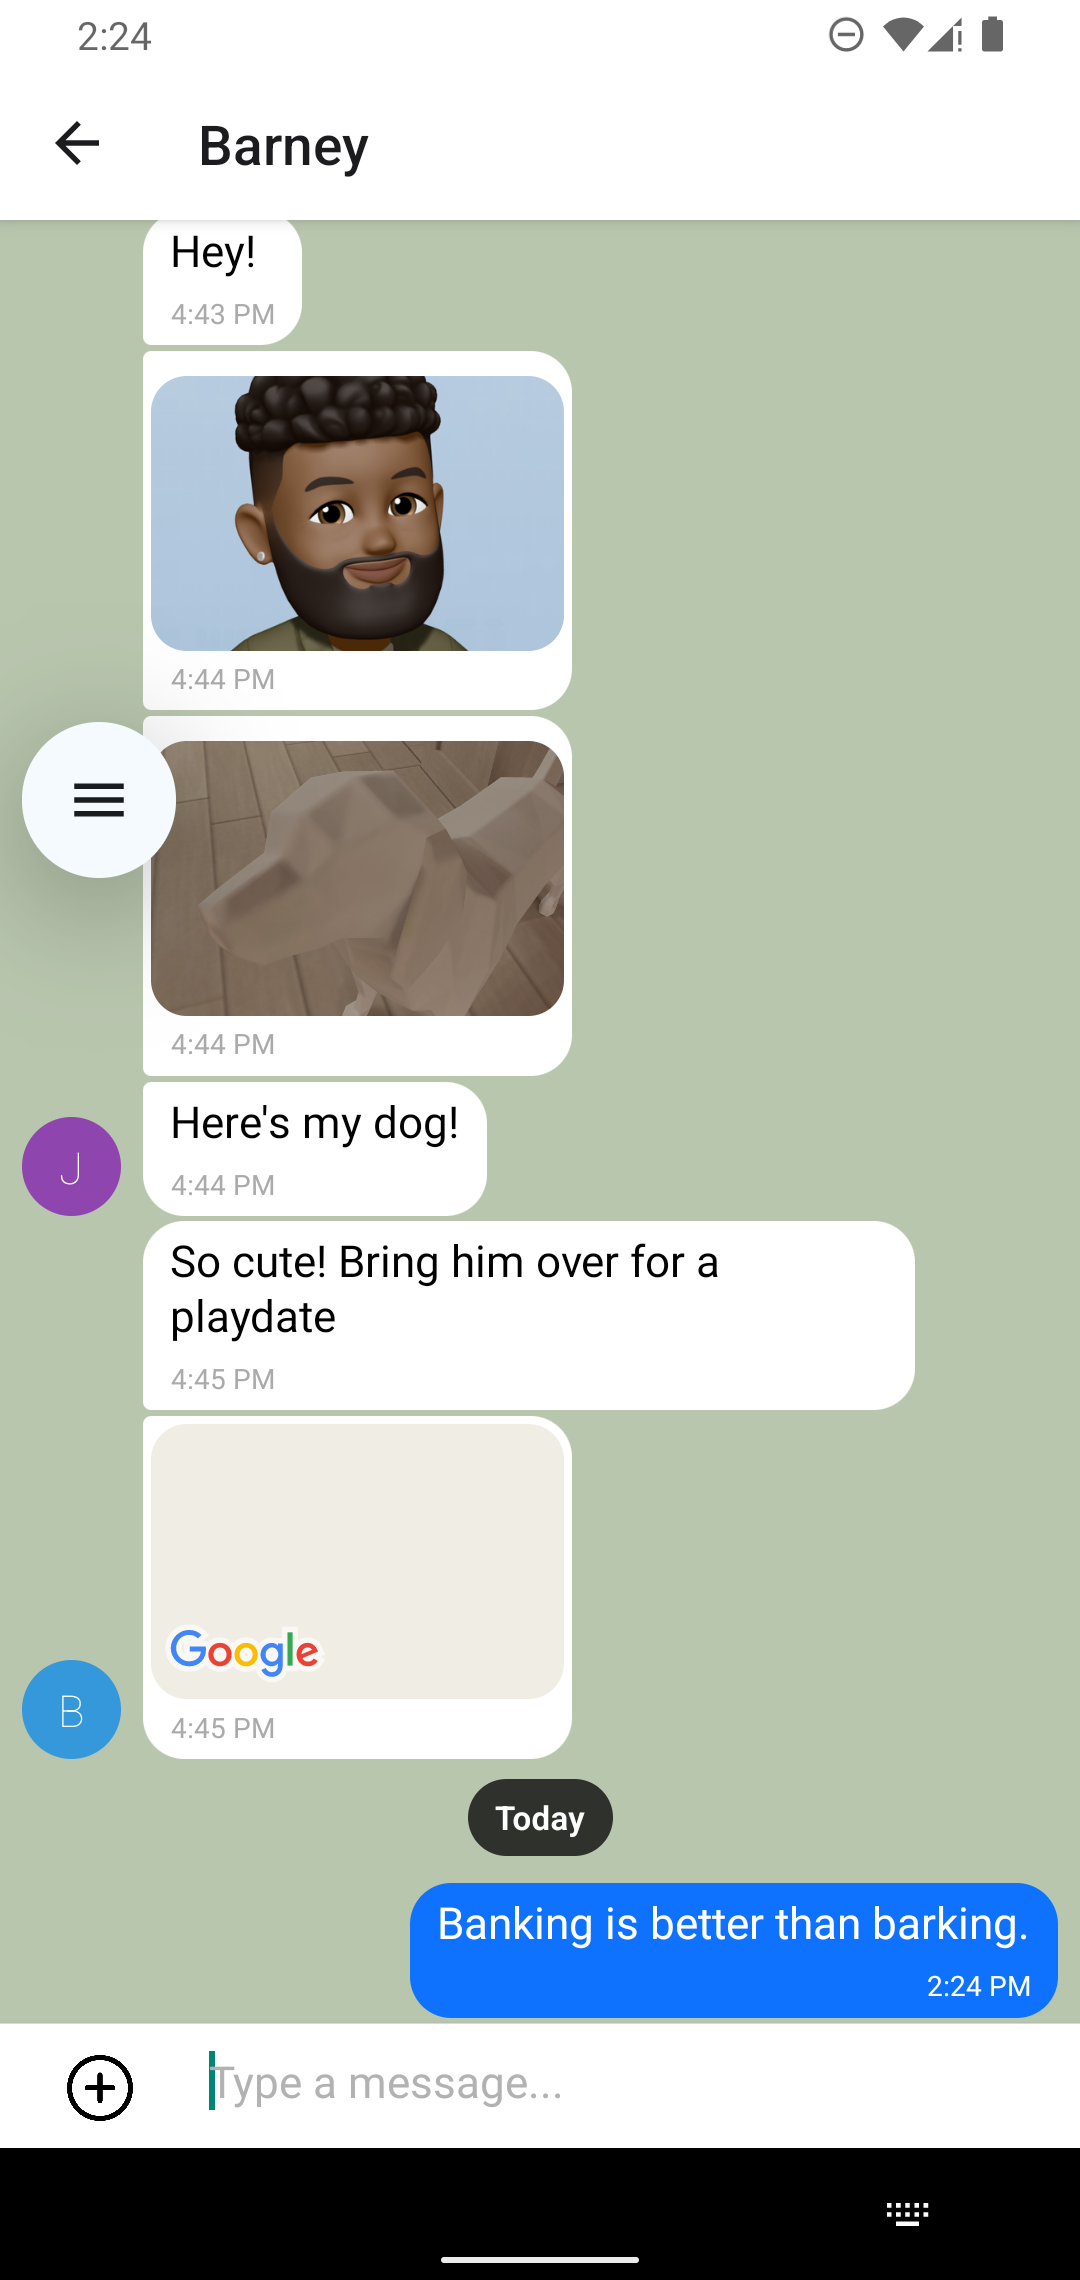 2:24
Barney
Hey!
4:43 PM
4:44 PM
4:44 PM
Here's my dog!
4:44 PM
J
So cute! Bring him over for a
playdate
4:45 PM
Google
4:45 PM
B
Today
Banking is better than barking.
2:24 PM
Type a message...